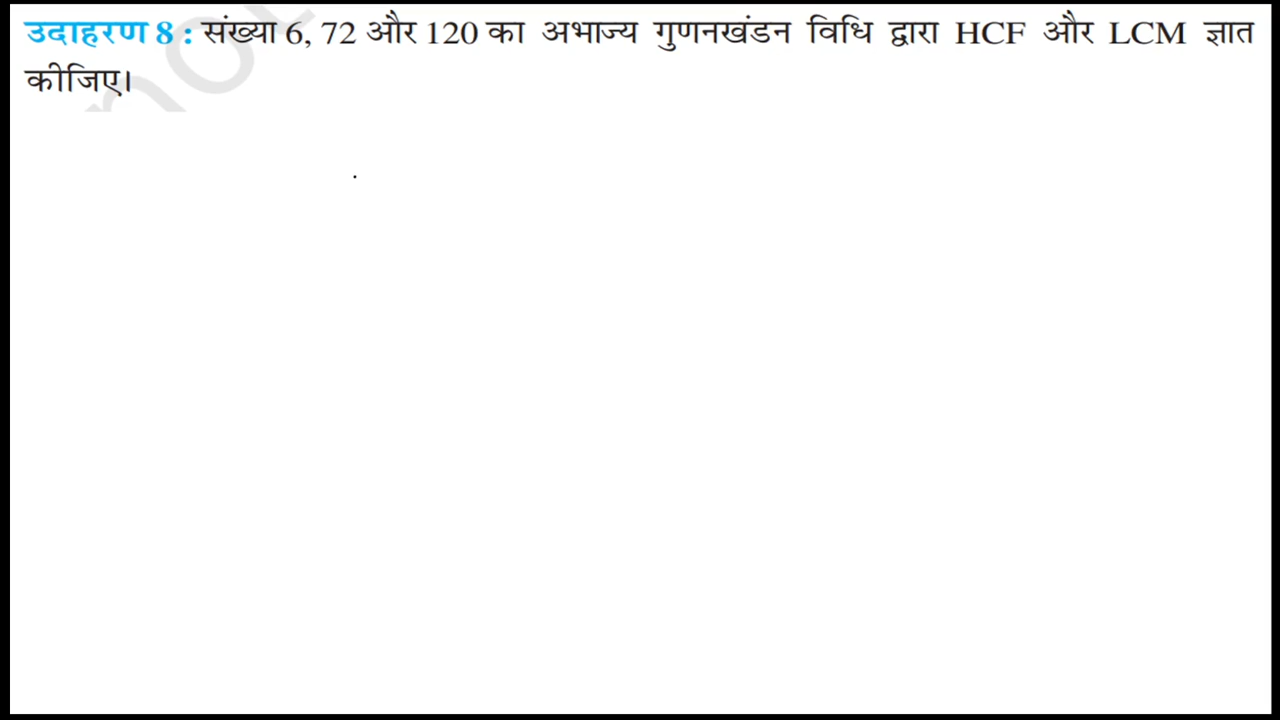 उदाहरण 8 : संख्या 6, 72 और 120 का अभाज्य गुणनखंडन विधि द्वारा HCF और LCM ज्ञात
कीजिए।